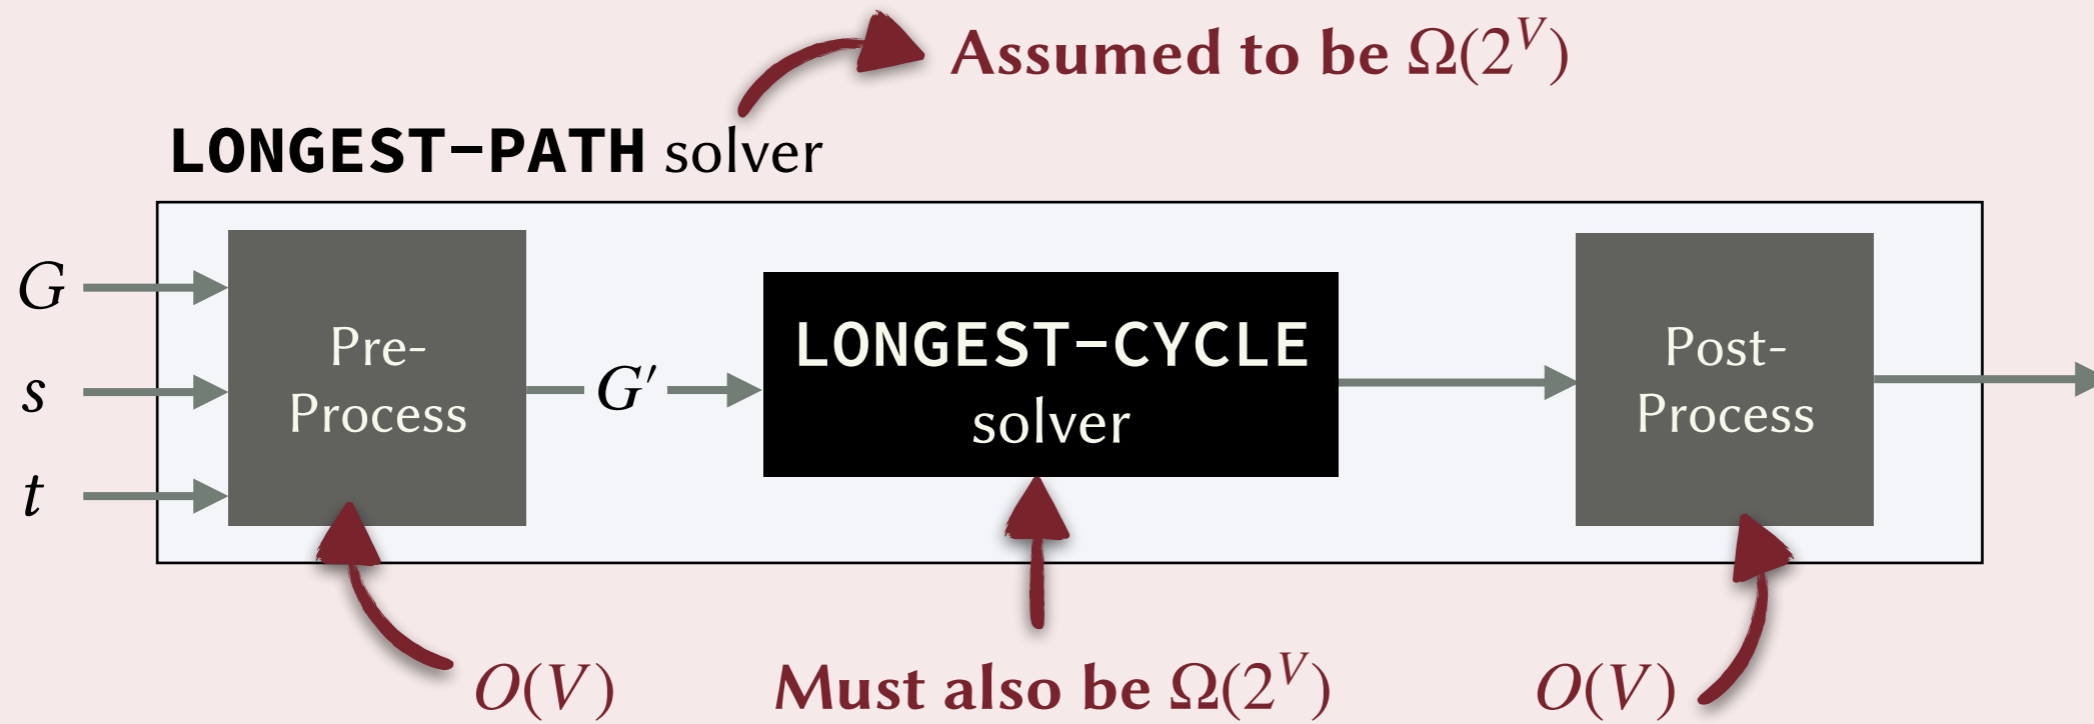 Assumed to be Ω(2^V)
LONGEST-PATH solver
G
s
t
Pre-
Process
G′
LONGEST-CYCLE
solver
Post-
Process
O(V)
Must also be Ω(2^V)
O(V)